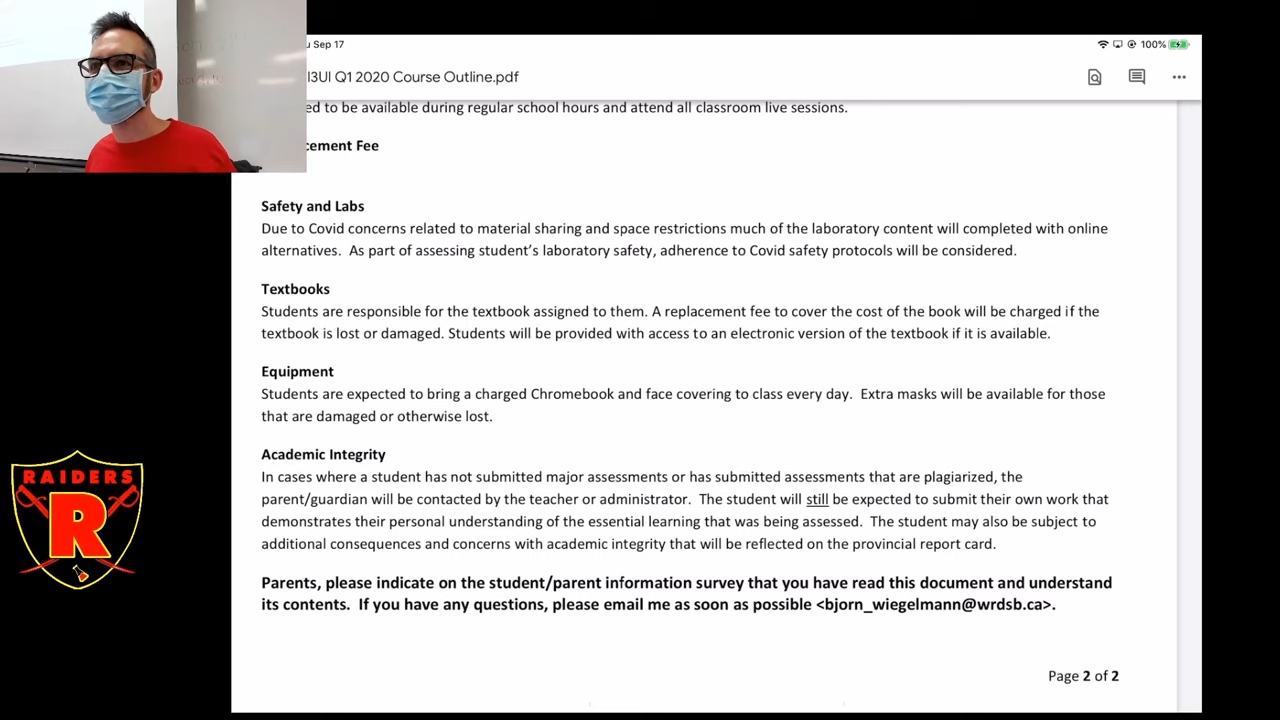 u Sep 17
100%
I3UI Q1 2020 Course Outline.pdf
ed to be available during regular school hours and attend all classroom live sessions.
cement Fee
Safety and Labs
Due to Covid concerns related to material sharing and space restrictions much of the laboratory content will completed with online
alternatives. As part of assessing student's laboratory safety, adherence to Covid safety protocols will be considered.
Textbooks
Students are responsible for the textbook assigned to them. A replacement fee to cover the cost of the book will be charged if the
textbook is lost or damaged. Students will be provided with access to an electronic version of the textbook if it is available.
Equipment
Students are expected to bring a charged Chromebook and face covering to class every day. Extra masks will be available for those
that are damaged or otherwise lost.
Academic Integrity
In cases where a student has not submitted major assessments or has submitted assessments that are plagiarized, the
parent/guardian will be contacted by the teacher or administrator. The student will still be expected to submit their own work that
demonstrates their personal understanding of the essential learning that was being assessed. The student may also be subject to
additional consequences and concerns with academic integrity that will be reflected on the provincial report card.
Parents, please indicate on the student/parent information survey that you have read this document and understand
its contents. If you have any questions, please email me as soon as possible <bjorn_wiegelmann@wrdsb.ca>.
Page 2 of 2
RAIDERS
R